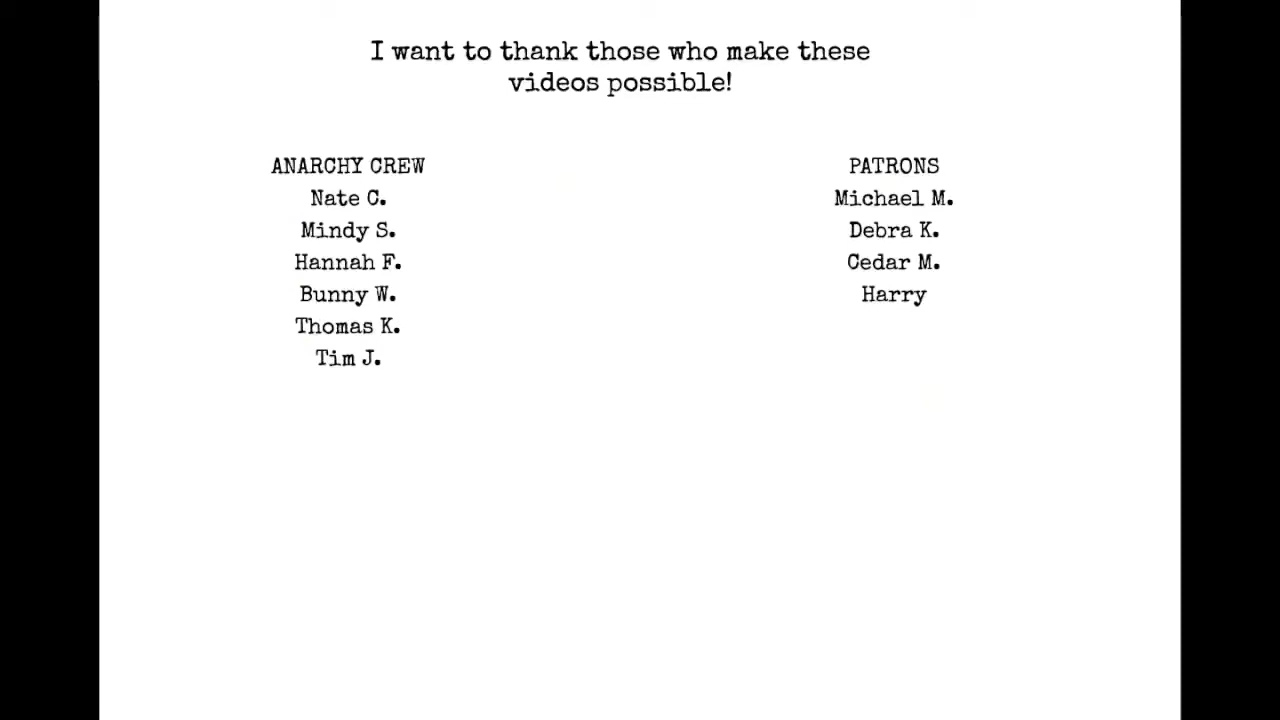 I want to thank those who make these
videos possible!
ANARCHY CREW
Nate C.
Mindy S.
Hannah F.
Bunny W.
Thomas K.
Tim J.
PATRONS
Michael M.
Debra K.
Cedar M.
Harry